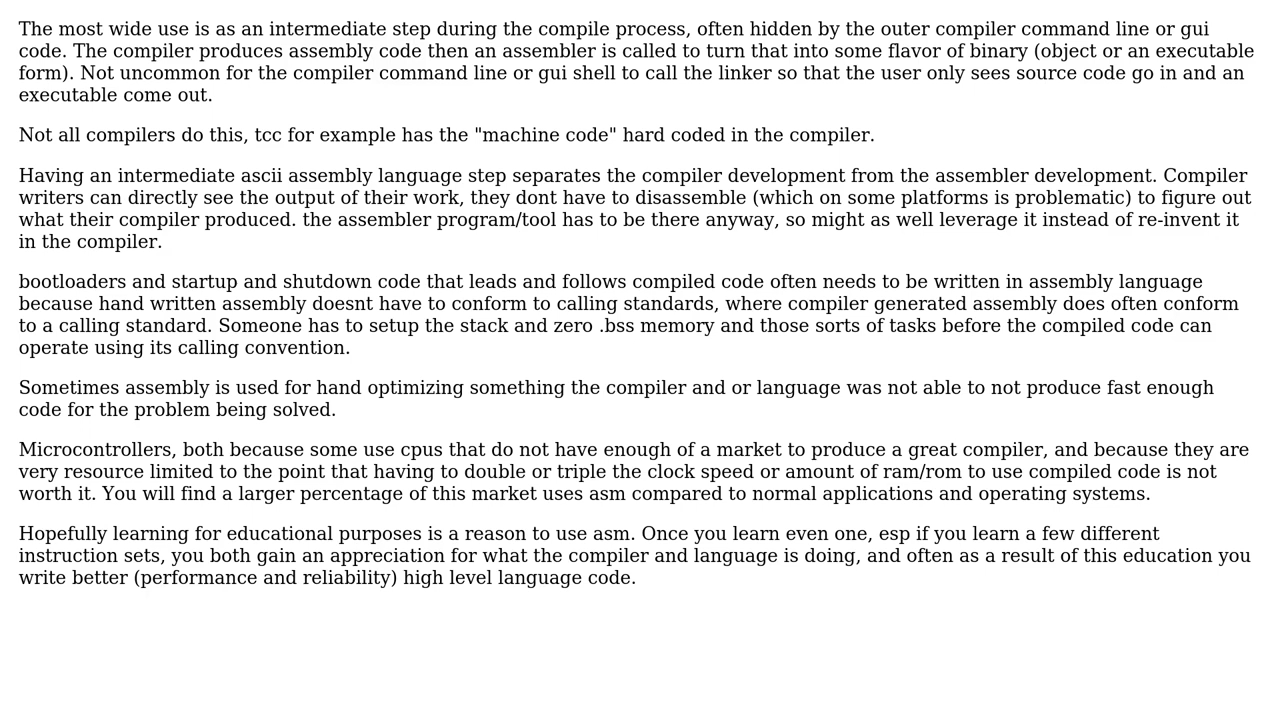 The most wide use is as an intermediate step during the compile process, often hidden by the outer compiler command line or gui
code. The compiler produces assembly code then an assembler is called to turn that into some flavor of binary (object or an executable
form). Not uncommon for the compiler command line or gui shell to call the linker so that the user only sees source code go in and an
executable come out.
Not all compilers do this, tcc for example has the "machine code" hard coded in the compiler.
Having an intermediate ascii assembly language step separates the compiler development from the assembler development. Compiler
writers can directly see the output of their work, they dont have to disassemble (which on some platforms is problematic) to figure out
what their compiler produced. the assembler program/tool has to be there anyway, so might as well leverage it instead of re-invent it
in the compiler.
bootloaders and startup and shutdown code that leads and follows compiled code often needs to be written in assembly language
because hand written assembly doesnt have to conform to calling standards, where compiler generated assembly does often conform
to a calling standard. Someone has to setup the stack and zero .bss memory and those sorts of tasks before the compiled code can
operate using its calling convention.
Sometimes assembly is used for hand optimizing something the compiler and or language was not able to not produce fast enough
code for the problem being solved.
Microcontrollers, both because some use cpus that do not have enough of a market to produce a great compiler, and because they are
very resource limited to the point that having to double or triple the clock speed or amount of ram/rom to use compiled code is not
worth it. You will find a larger percentage of this market uses asm compared to normal applications and operating systems.
Hopefully learning for educational purposes is a reason to use asm. Once you learn even one, esp if you learn a few different
instruction sets, you both gain an appreciation for what the compiler and language is doing, and often as a result of this education you
write better (performance and reliability) high level language code.